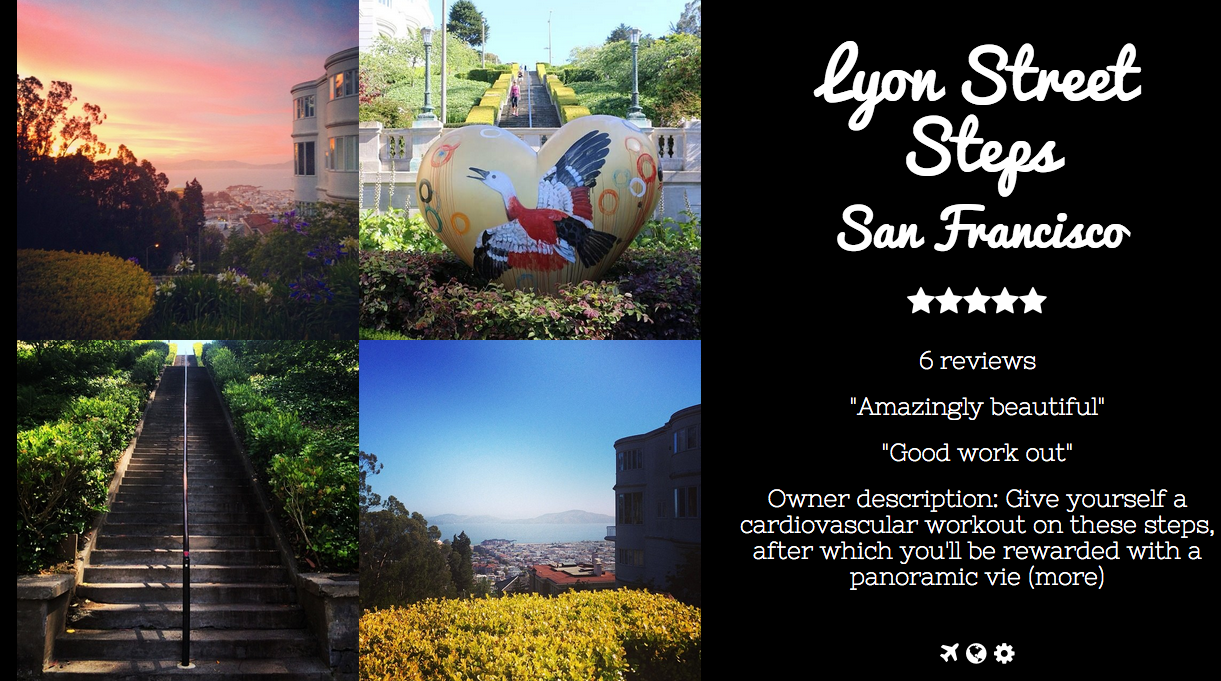 Lyon Street
Steps
San Francisco
6 reviews
"Amazingly beautiful"
"Good work out"
Owner description: Give yourself a
cardiovascular workout on these steps,
after which you'll be rewarded with a
panoramic vie (more)